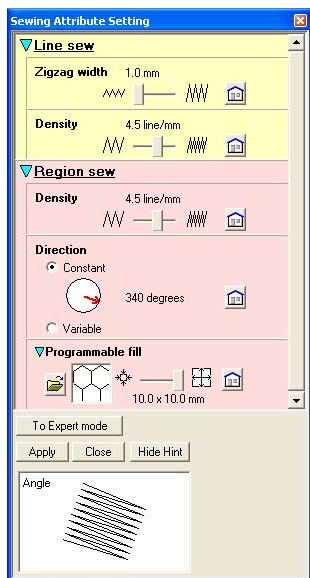 Sewing Attribute Setting
Line sew
Zigzag width 1.0 mm
Density 4.5 line/mm
Region sew
Density 4.5 line/mm
Direction
Constant
340 degrees
Variable
Programmable fill
10.0 x 10.0 mm
To Expert mode
Apply Close Hide Hint
Angle